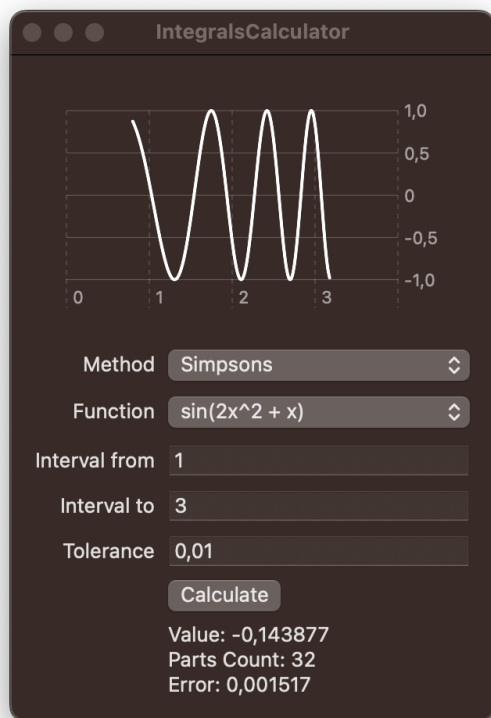 IntegralsCalculator
1,0
0,5
0
-0,5
-1,0
0 1 2 3
Method Simpsons
Function sin(2x^2 + x)
Interval from 1
Interval to 3
Tolerance 0,01
Calculate
Value: -0,143877
Parts Count: 32
Error: 0,001517